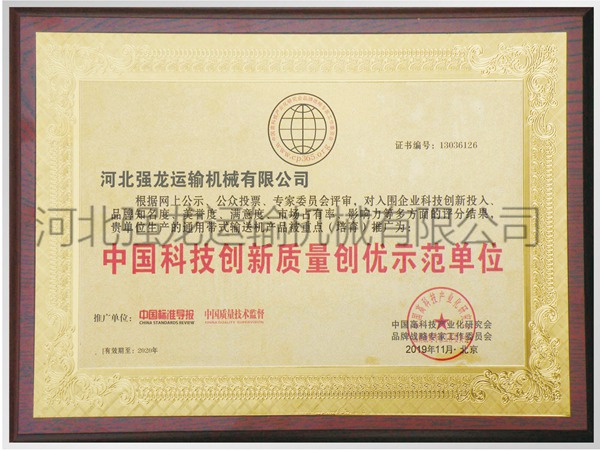 www.cp365.org
证书编号：13036126
河北强龙运输机械有限公司
根据网上公示、公众投票、专家委员会评审，对入围企业科技创新投入、
品牌知名度、美誉度、满意度、市场占有率、影响力等多方面的评分结果，
贵单位生产的通用带式输送机产品被重点（培育）推广为：
河北强龙运输机械有限公司
中国科技创新质量创优示范单位
推广单位：
中国标准导报
CHINA STANDARDS REVIEW
中国质量技术监督
中国高科技产业化研究会
品牌战略专家工作委员会
2019年11月·北京
[有效期至：2020年